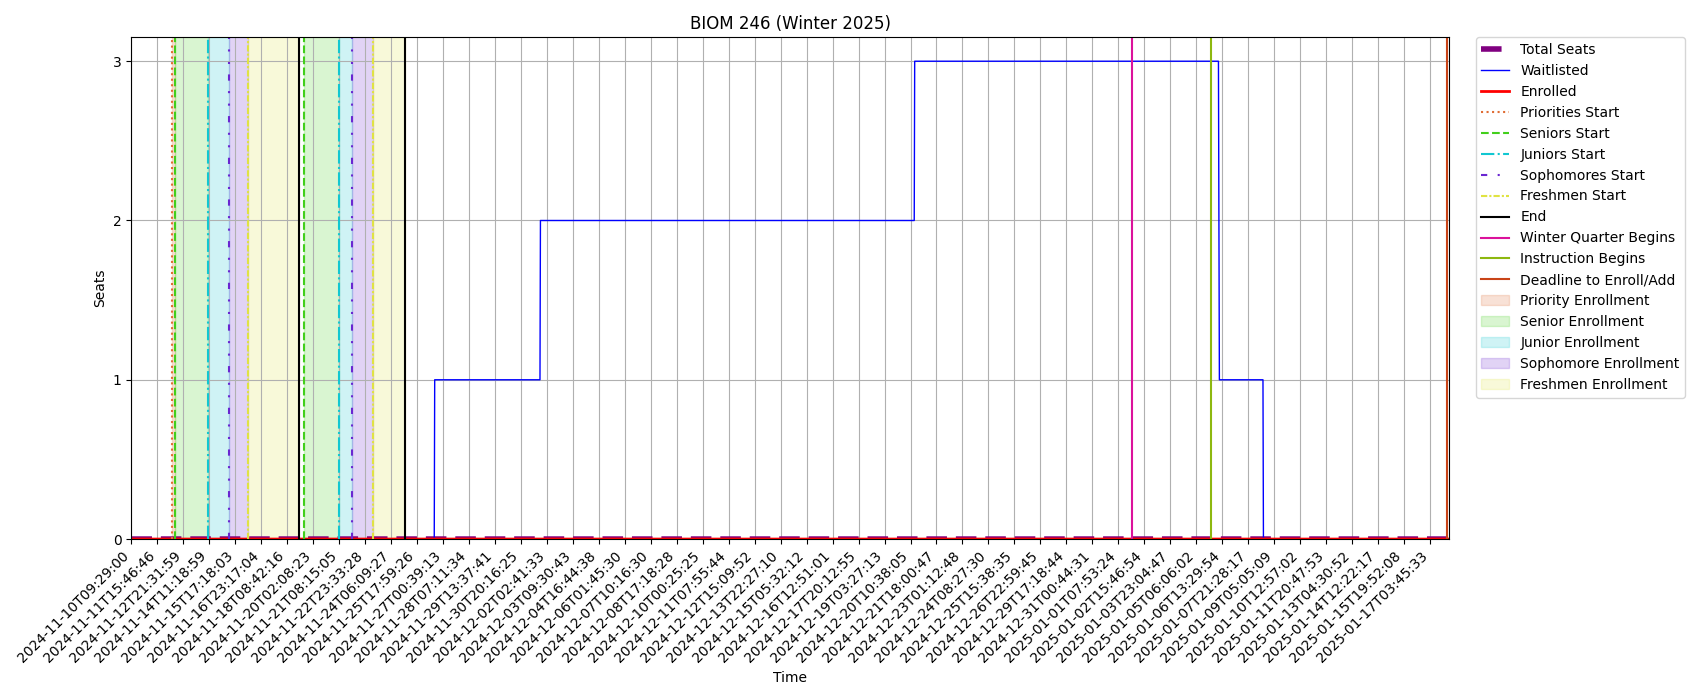 BIOM 246 (Winter 2025)
Seats
3
2
1
0
2024-11-10T09:29:00
2024-11-11T15:46:46
2024-11-12T21:31:59
2024-11-14T11:18:59
2024-11-15T17:18:03
2024-11-16T23:17:04
2024-11-18T08:42:16
2024-11-20T02:08:23
2024-11-21T08:15:05
2024-11-22T23:33:28
2024-11-24T06:09:27
2024-11-25T17:59:26
2024-11-27T00:39:13
2024-11-28T07:11:34
2024-11-29T13:37:41
2024-11-30T20:16:25
2024-12-02T02:41:33
2024-12-03T09:30:43
2024-12-04T16:44:38
2024-12-06T01:45:30
2024-12-07T10:16:30
2024-12-08T17:18:28
2024-12-10T00:25:25
2024-12-11T07:55:44
2024-12-12T15:09:52
2024-12-13T22:27:10
2024-12-15T05:32:12
2024-12-16T12:51:01
2024-12-17T20:12:55
2024-12-19T03:27:13
2024-12-20T10:38:05
2024-12-21T18:00:47
2024-12-23T01:12:48
2024-12-24T08:27:30
2024-12-25T15:38:35
2024-12-26T22:59:45
2024-12-29T17:18:44
2024-12-31T00:44:31
2025-01-01T07:53:24
2025-01-02T15:46:54
2025-01-03T23:04:47
2025-01-05T06:06:02
2025-01-06T13:29:54
2025-01-07T21:28:17
2025-01-09T05:05:09
2025-01-10T12:57:02
2025-01-11T20:47:53
2025-01-13T04:30:52
2025-01-14T12:22:17
2025-01-15T19:52:08
2025-01-17T03:45:33
Time
Total Seats
Waitlisted
Enrolled
Priorities Start
Seniors Start
Juniors Start
Sophomores Start
Freshmen Start
End
Winter Quarter Begins
Instruction Begins
Deadline to Enroll/Add
Priority Enrollment
Senior Enrollment
Junior Enrollment
Sophomore Enrollment
Freshmen Enrollment